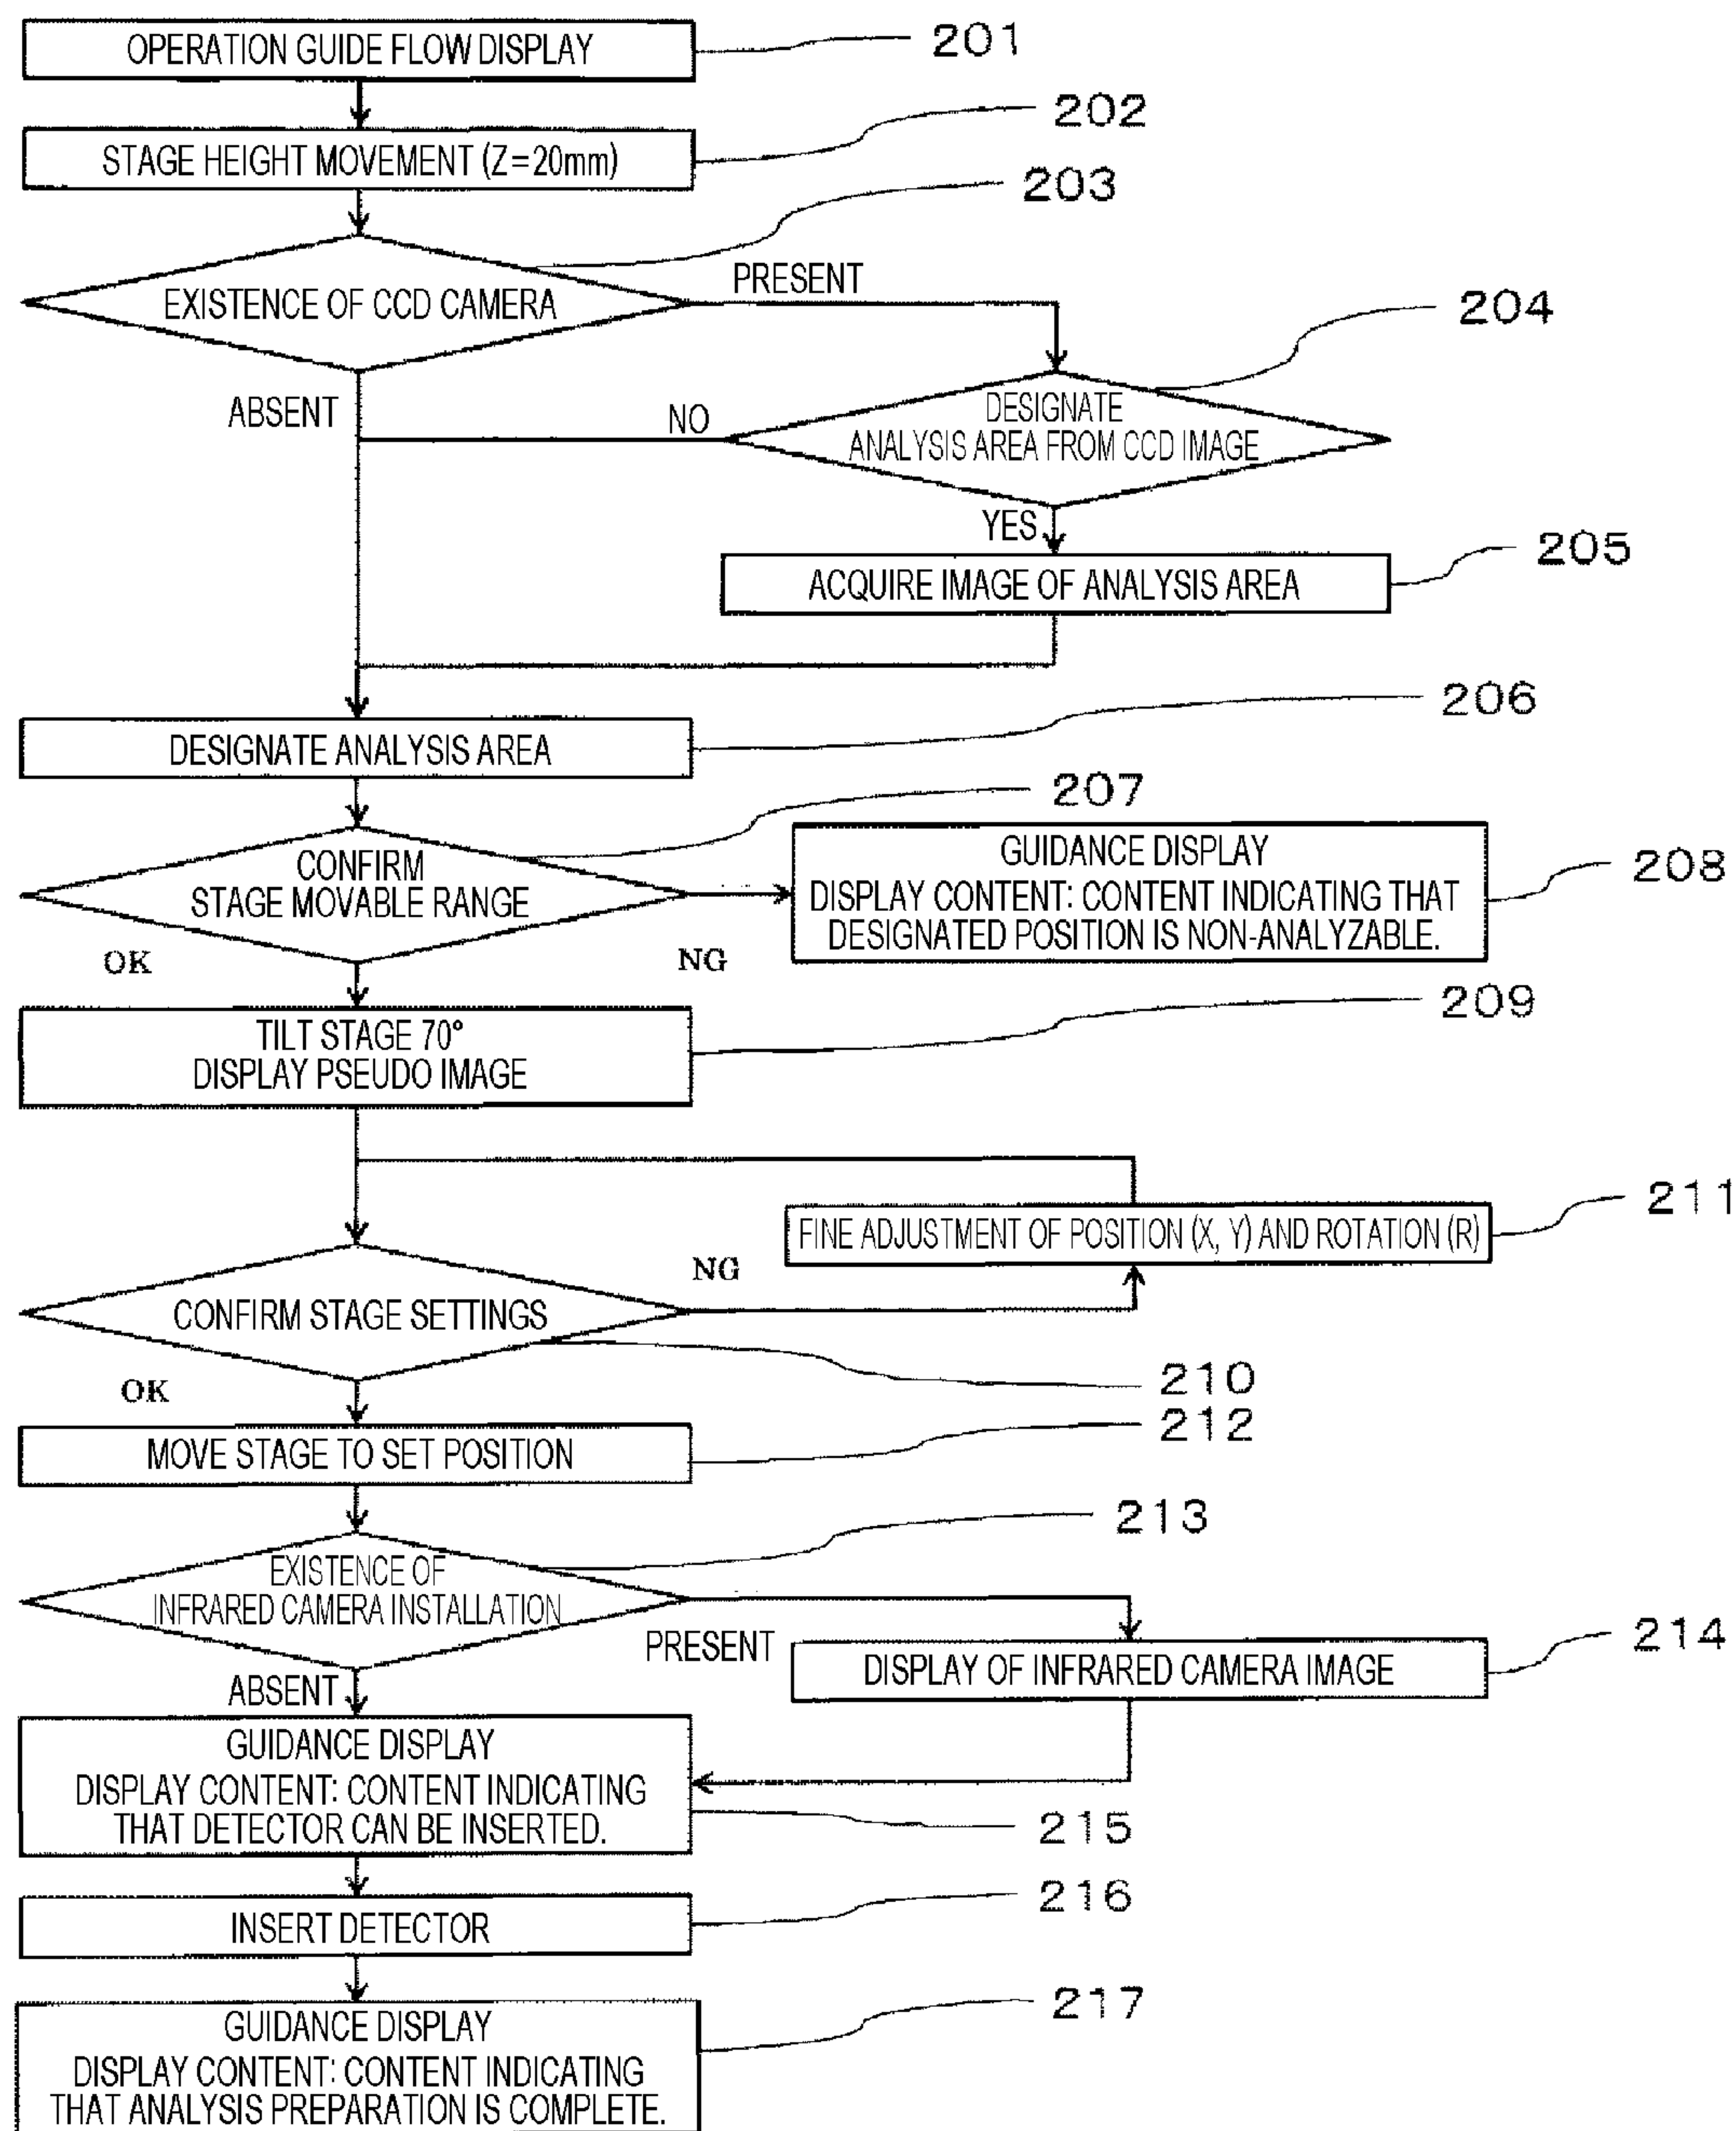 OPERATION GUIDE FLOW DISPLAY
201
STAGE HEIGHT MOVEMENT (Z=20mm)
202
EXISTENCE OF CCD CAMERA
203
PRESENT
ABSENT
DESIGNATE
ANALYSIS AREA FROM CCD IMAGE
204
NO
YES
ACQUIRE IMAGE OF ANALYSIS AREA
205
DESIGNATE ANALYSIS AREA
206
CONFIRM
STAGE MOVABLE RANGE
207
OK
NG
GUIDANCE DISPLAY
DISPLAY CONTENT: CONTENT INDICATING THAT
DESIGNATED POSITION IS NON-ANALYZABLE.
208
TILT STAGE 70°
DISPLAY PSEUDO IMAGE
209
FINE ADJUSTMENT OF POSITION (X, Y) AND ROTATION (R)
211
NG
CONFIRM STAGE SETTINGS
210
OK
MOVE STAGE TO SET POSITION
212
EXISTENCE OF
INFRARED CAMERA INSTALLATION
213
PRESENT
DISPLAY OF INFRARED CAMERA IMAGE
214
ABSENT
GUIDANCE DISPLAY
DISPLAY CONTENT: CONTENT INDICATING
THAT DETECTOR CAN BE INSERTED.
215
INSERT DETECTOR
216
GUIDANCE DISPLAY
DISPLAY CONTENT: CONTENT INDICATING
THAT ANALYSIS PREPARATION IS COMPLETE.
217